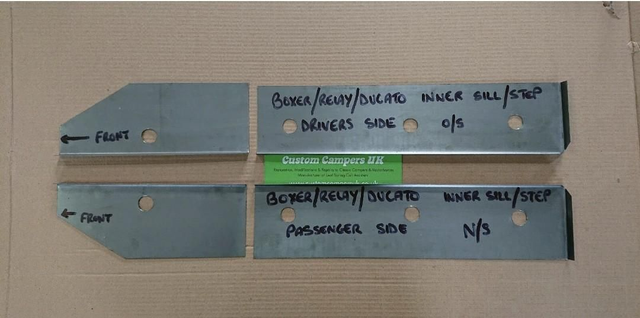 BOXER/RELAY/DUCATO INNER SILL/STEP
← FRONT
DRIVERS SIDE O/S
Custom Campers UK
BOXER/RELAY/DUCATO INNER SILL/STEP
← FRONT
PASSENGER SIDE N/S